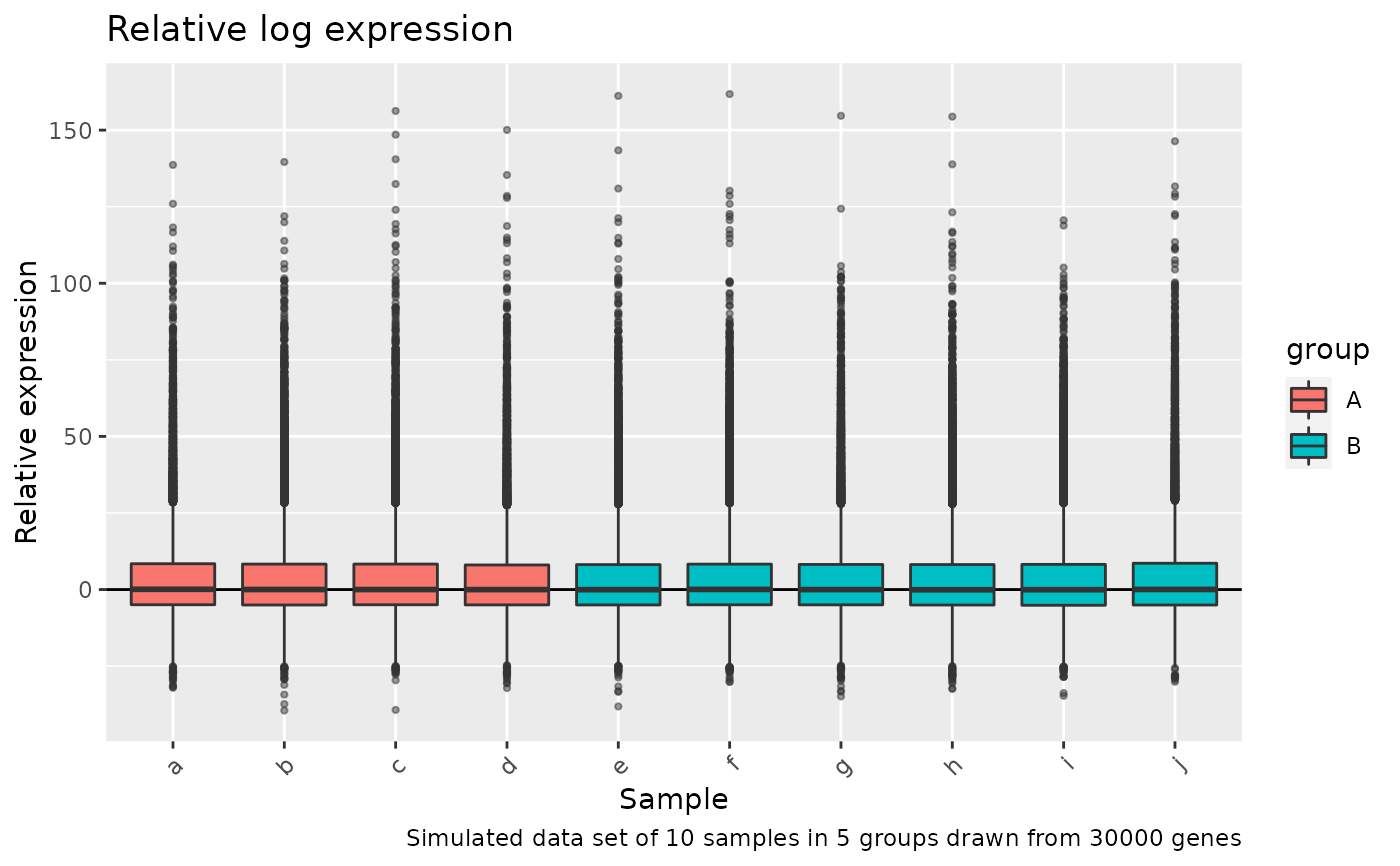 Relative log expression
Relative expression
150
100
50
0
a b c d e f g h i j
Sample
group
A
B
Simulated data set of 10 samples in 5 groups drawn from 30000 genes